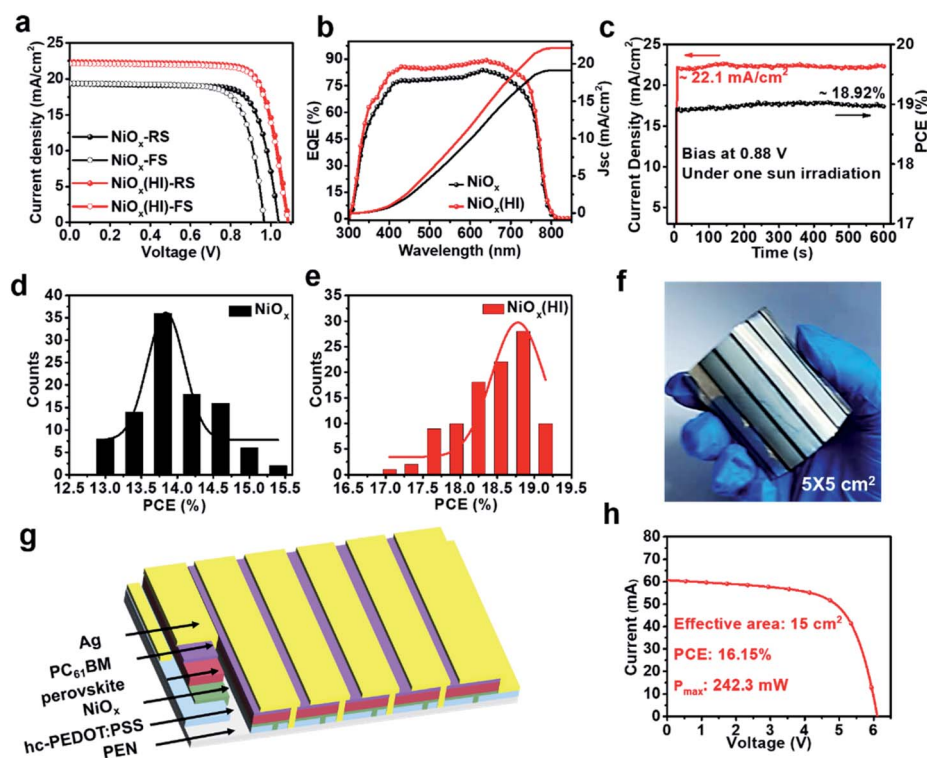 a
Current density (mA/cm²)
25
20
15
10
5
0
NiOₓ-RS
NiOₓ-FS
NiOₓ(HI)-RS
NiOₓ(HI)-FS
0.0 0.2 0.4 0.6 0.8 1.0
Voltage (V)
b
EQE (%)
90
75
60
45
30
15
0
NiOₓ
NiOₓ(HI)
20
15
10
5
0
Jsc (mA/cm²)
300 400 500 600 700 800
Wavelength (nm)
c
Current Density (mA/cm²)
25
20
15
10
5
~ 22.1 mA/cm²
~ 18.92%
Bias at 0.88 V
Under one sun irradiation
20
19
18
17
PCE (%)
0 100 200 300 400 500 600
Time (s)
d
Counts
40
35
30
25
20
15
10
5
0
NiOₓ
12.5 13.0 13.5 14.0 14.5 15.0 15.5
PCE (%)
e
Counts
35
30
25
20
15
10
5
0
NiOₓ(HI)
16.5 17.0 17.5 18.0 18.5 19.0 19.5
PCE (%)
f
5X5 cm²
g
Ag
PC₆₁BM
perovskite
NiOₓ
hc-PEDOT:PSS
PEN
h
Current (mA)
80
70
60
50
40
30
20
10
0
Effective area: 15 cm²
PCE: 16.15%
Pₘₐₓ: 242.3 mW
0 1 2 3 4 5 6
Voltage (V)